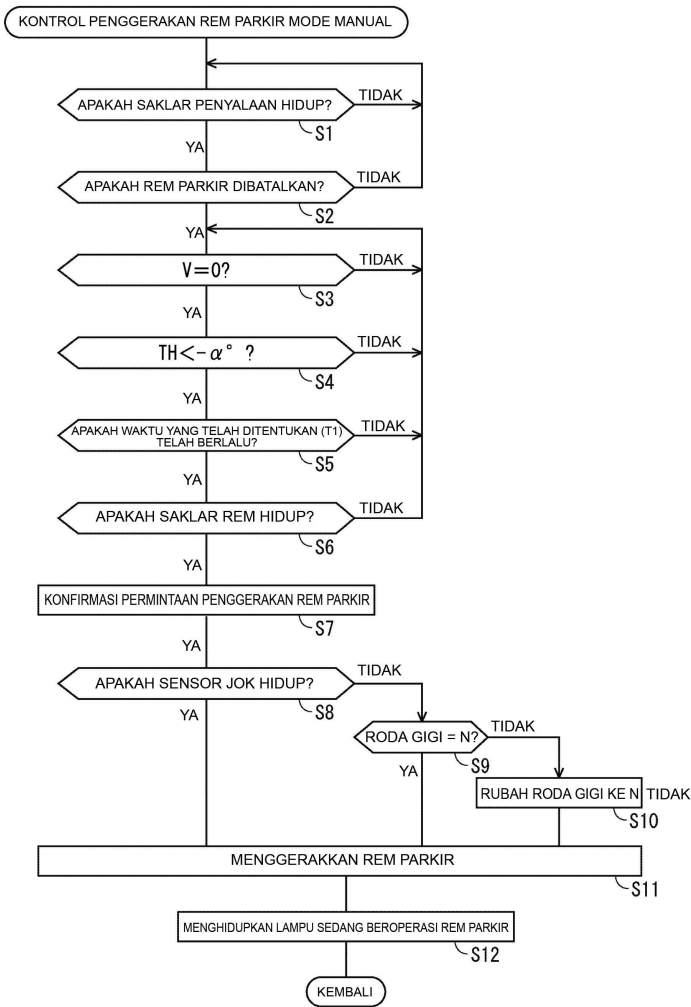 KONTROL PENGGERAKAN REM PARKIR MODE MANUAL
APAKAH SAKLAR PENYALAAN HIDUP?
TIDAK
S1
YA
APAKAH REM PARKIR DIBATALKAN?
TIDAK
S2
YA
V=0?
TIDAK
S3
YA
TH<-α° ?
TIDAK
S4
YA
APAKAH WAKTU YANG TELAH DITENTUKAN (T1)
TELAH BERLALU?
TIDAK
S5
YA
APAKAH SAKLAR REM HIDUP?
TIDAK
S6
YA
KONFIRMASI PERMINTAAN PENGGERAKAN REM PARKIR
S7
YA
APAKAH SENSOR JOK HIDUP?
TIDAK
S8
YA
RODA GIGI = N?
TIDAK
S9
YA
RUBAH RODA GIGI KE N
TIDAK
S10
MENGGERAKKAN REM PARKIR
S11
MENGHIDUPKAN LAMPU SEDANG BEROPERASI REM PARKIR
S12
KEMBALI